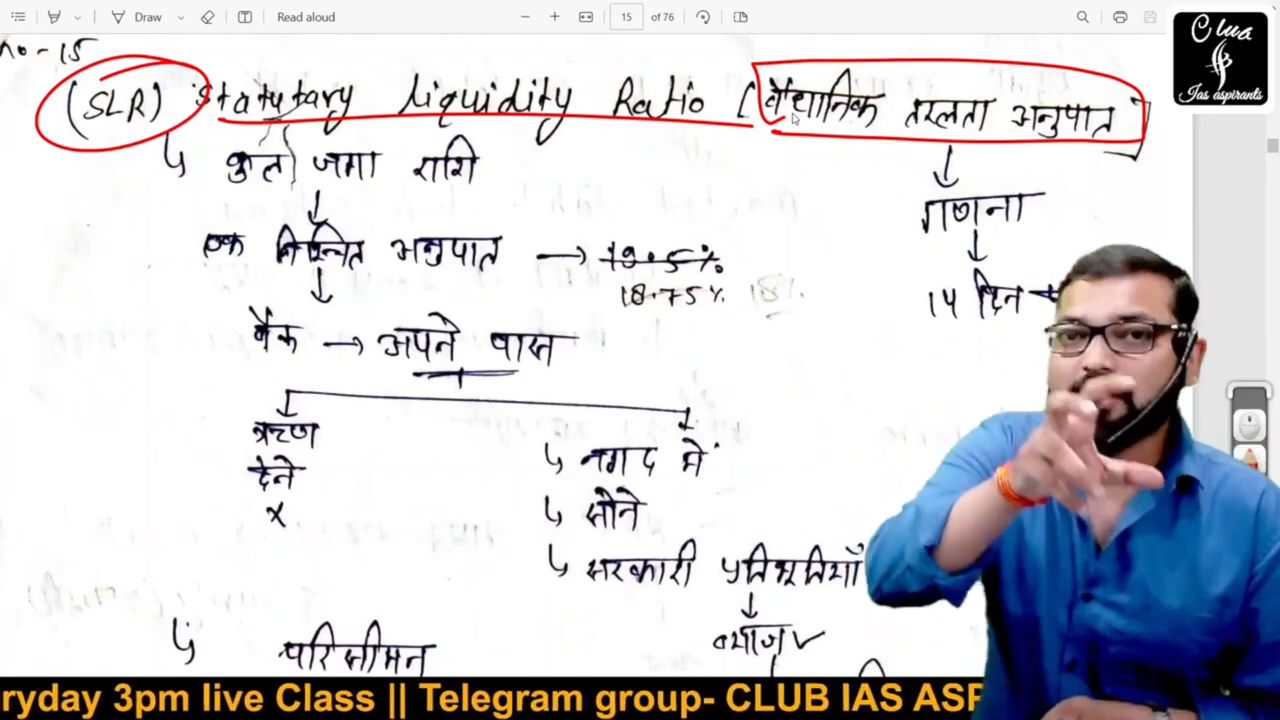 Draw
Read aloud
15 of 76
no - 15
Clua
Ias aspirants
(SLR) Statutary liquidity Ratio [वैधानिक तरलता अनुपात]
कुल जमा राशि
गणना
एक निश्चित अनुपात → 19.5%
18.75% 18%
14 दिन
बैंक → अपने पास
ऋण
देने
x
नगद में
सोने
सरकारी प्रतिभूतियाँ
ब्याज ✓
परिसीमन
ryday 3pm live Class || Telegram group- CLUB IAS ASP